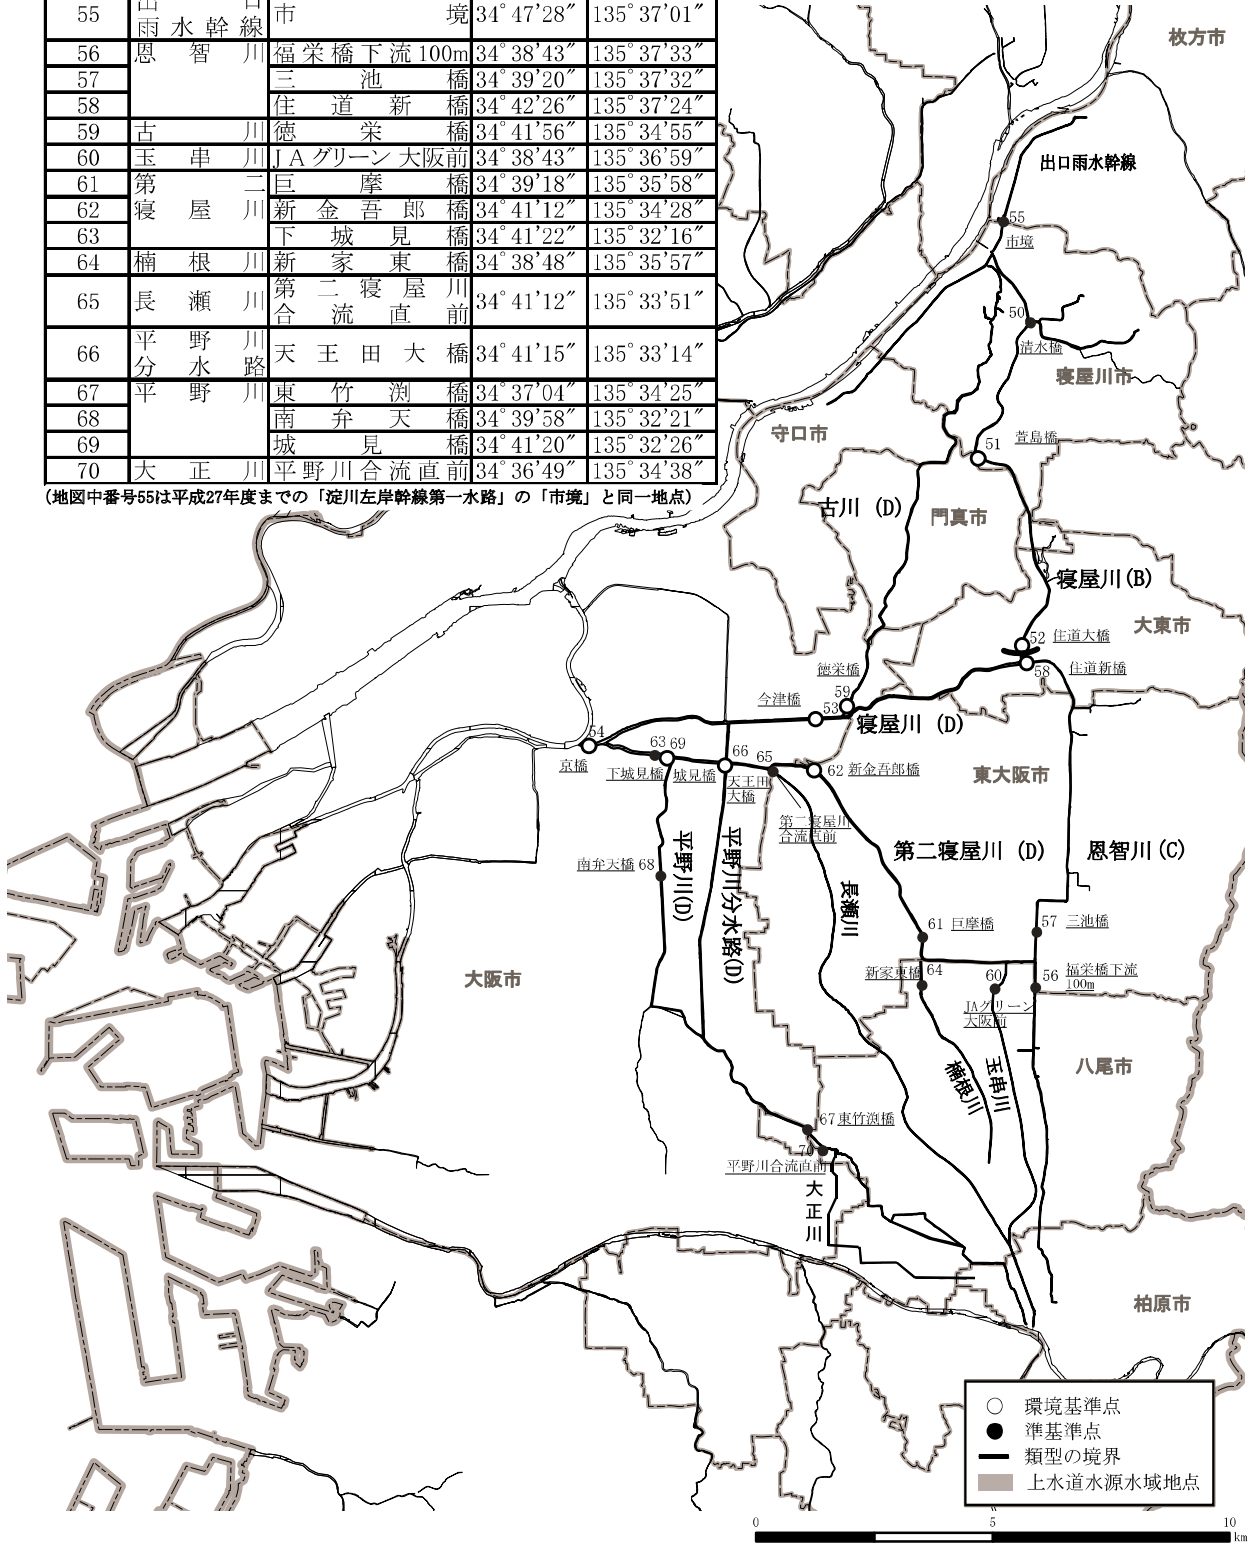 55 出口 市境 34°47′28″ 135°37′01″
雨水幹線
56 恩智川 福栄橋下流100m 34°38′43″ 135°37′33″
57 三池橋 34°39′20″ 135°37′32″
58 住道新橋 34°42′26″ 135°37′24″
59 古川 徳栄橋 34°41′56″ 135°34′55″
60 玉串川 JAグリーン大阪前 34°38′43″ 135°36′59″
61 第二 巨摩橋 34°39′18″ 135°35′58″
62 寝屋川 新金吾郎橋 34°41′12″ 135°34′28″
63 下城見橋 34°41′22″ 135°32′16″
64 楠根川 新家東橋 34°38′48″ 135°35′57″
65 長瀬川 第二寝屋川 34°41′12″ 135°33′51″
合流直前
66 平野川 天王田大橋 34°41′15″ 135°33′14″
分水路
67 平野川 東竹渕橋 34°37′04″ 135°34′25″
68 南弁天橋 34°39′58″ 135°32′21″
69 城見橋 34°41′20″ 135°32′26″
70 大正川 平野川合流直前 34°36′49″ 135°34′38″
(地図中番号55は平成27年度までの「淀川左岸幹線第一水路」の「市境」と同一地点)
枚方市
出口雨水幹線
55
市境
50
清水橋
寝屋川市
守口市
萱島橋
51
古川 (D)
門真市
寝屋川(B)
大東市
52 住道大橋
徳栄橋
58 住道新橋
今津橋
59
53
寝屋川 (D)
54
京橋
63 69
下城見橋 城見橋
66
天王田
大橋
65
62 新金吾郎橋
東大阪市
第二寝屋川
合流直前
平野川(D)
平野川分水路(D)
第二寝屋川 (D)
恩智川(C)
南弁天橋 68
長瀬川
61 巨摩橋
57 三池橋
大阪市
新家東橋 64
60
56 福栄橋下流
100m
JAグリーン
大阪前
楠根川
玉串川
八尾市
67 東竹渕橋
70
平野川合流直前
大正川
柏原市
○ 環境基準点
● 準基準点
類型の境界
上水道水源水域地点
0 5 10
km